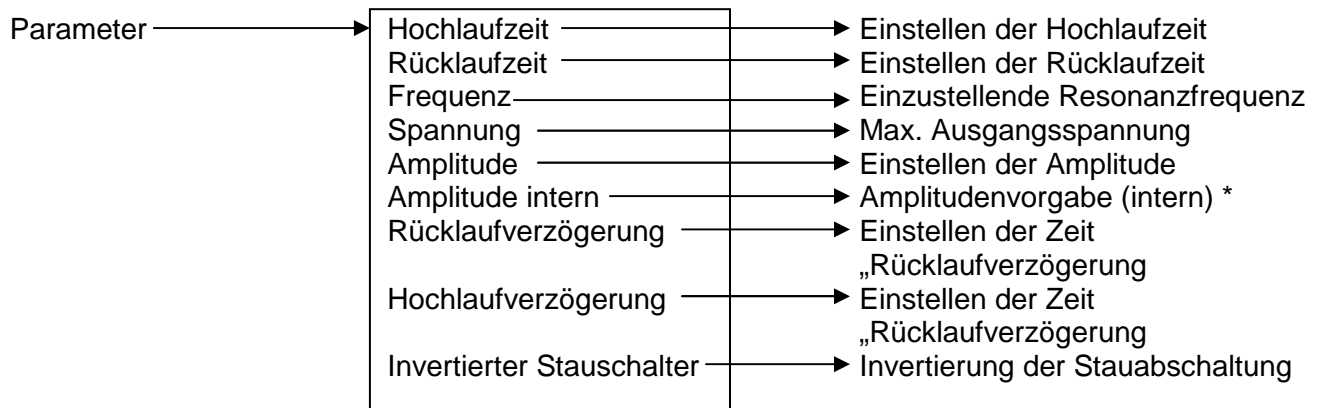 Parameter Hochlaufzeit Einstellen der Hochlaufzeit
Rücklaufzeit Einstellen der Rücklaufzeit
Frequenz Einzustellende Resonanzfrequenz
Spannung Max. Ausgangsspannung
Amplitude Einstellen der Amplitude
Amplitude intern Amplitudenvorgabe (intern) *
Rücklaufverzögerung Einstellen der Zeit
„Rücklaufverzögerung
Hochlaufverzögerung Einstellen der Zeit
„Rücklaufverzögerung
Invertierter Stauschalter Invertierung der Stauabschaltung